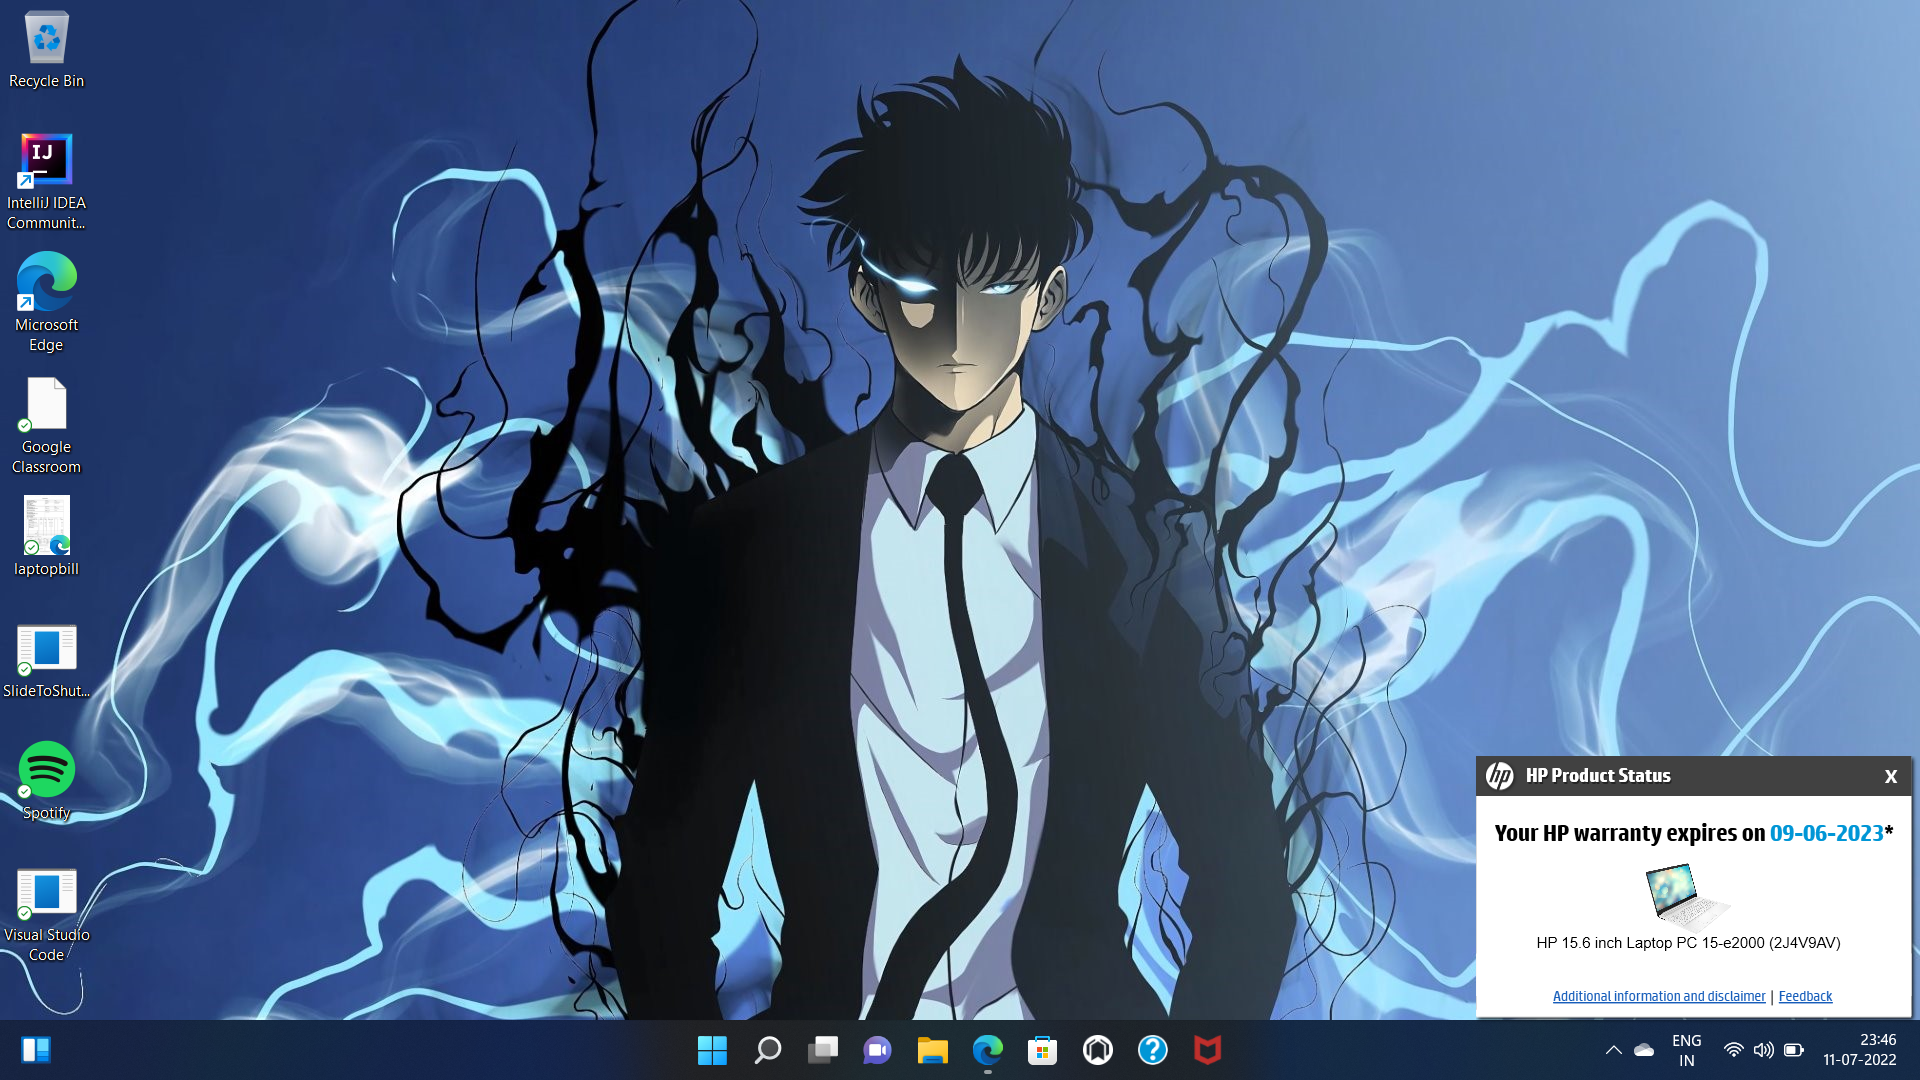 Recycle Bin
IJ
IntelliJ IDEA
Communit...
Microsoft
Edge
Google
Classroom
laptopbill
SlideToShut...
Spotify
Visual Studio
Code
hp HP Product Status X
Your HP warranty expires on 09-06-2023*
HP 15.6 inch Laptop PC 15-e2000 (2J4V9AV)
Additional information and disclaimer | Feedback
ENG
IN
23:46
11-07-2022